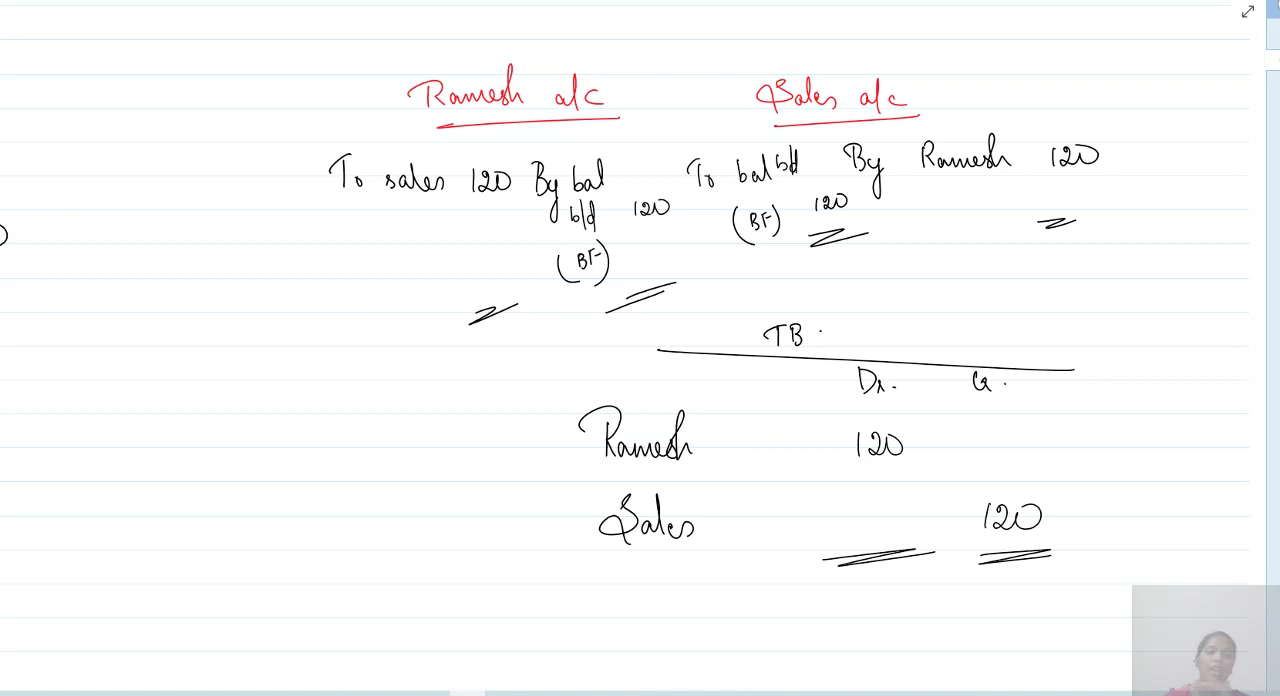 Ramesh a/c
Sales a/c
To sales 120 By bal b/d 120
(BF)
To bal b/d 120 By Ramesh 120
(BF)
TB
Dr. Cr.
Ramesh 120
Sales 120